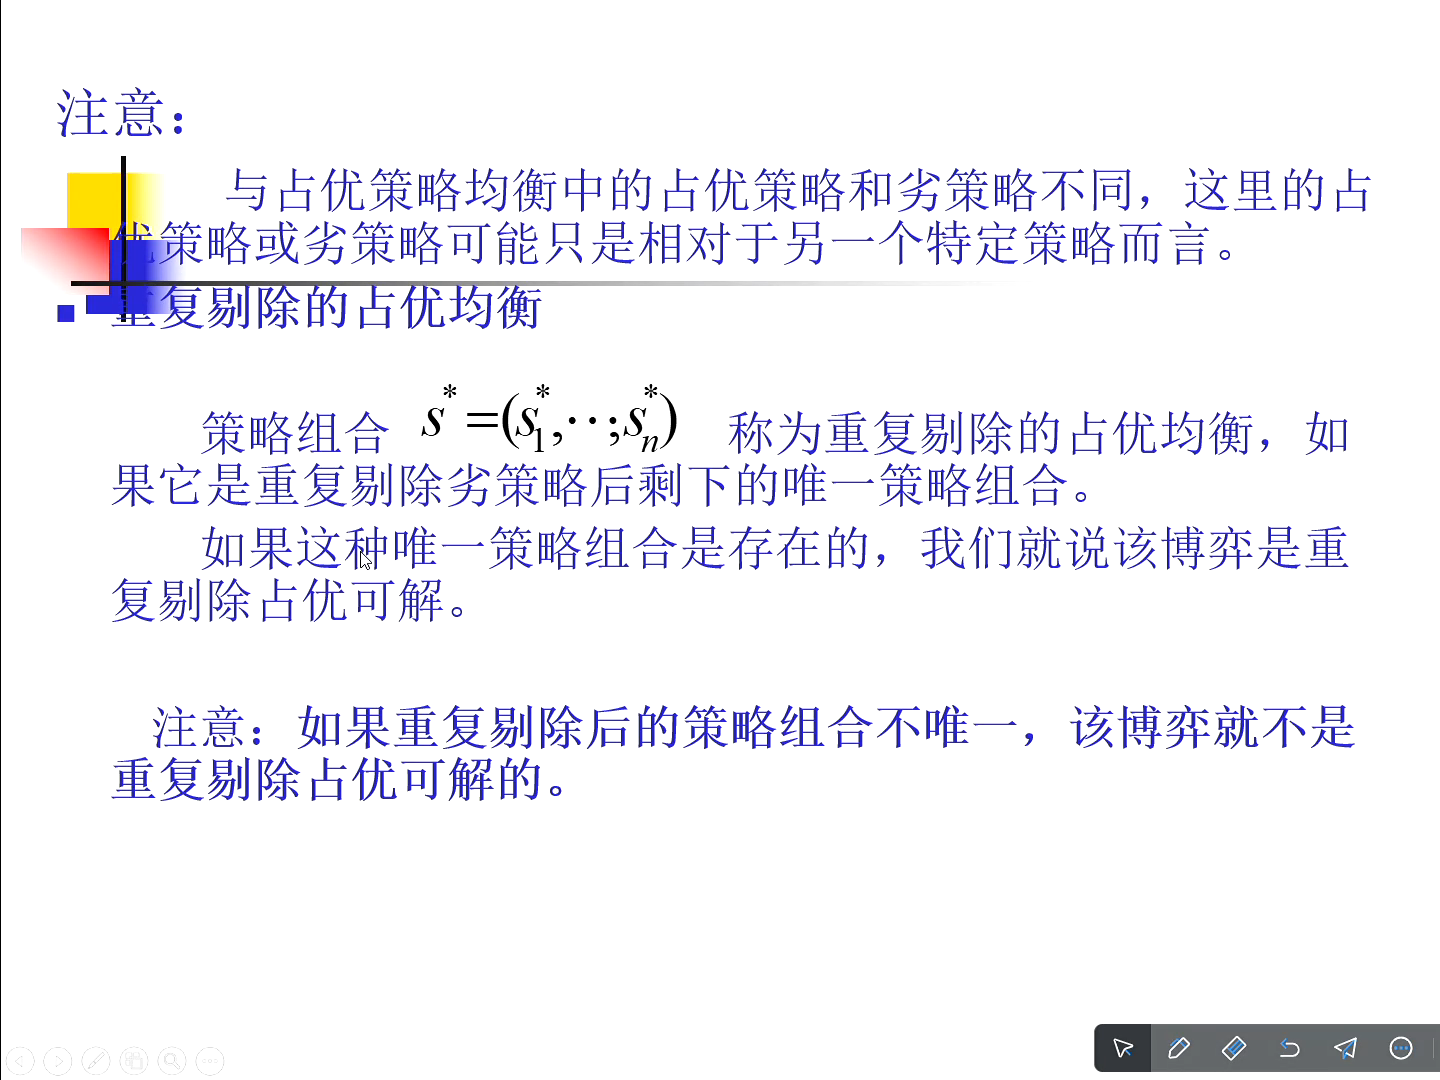 注意：
与占优策略均衡中的占优策略和劣策略不同，这里的占
优策略或劣策略可能只是相对于另一个特定策略而言。
重复剔除的占优均衡
策略组合 s*=(s₁*,⋯;sₙ*) 称为重复剔除的占优均衡，如
果它是重复剔除劣策略后剩下的唯一策略组合。
如果这种唯一策略组合是存在的，我们就说该博弈是重
复剔除占优可解。
注意：如果重复剔除后的策略组合不唯一，该博弈就不是
重复剔除占优可解的。